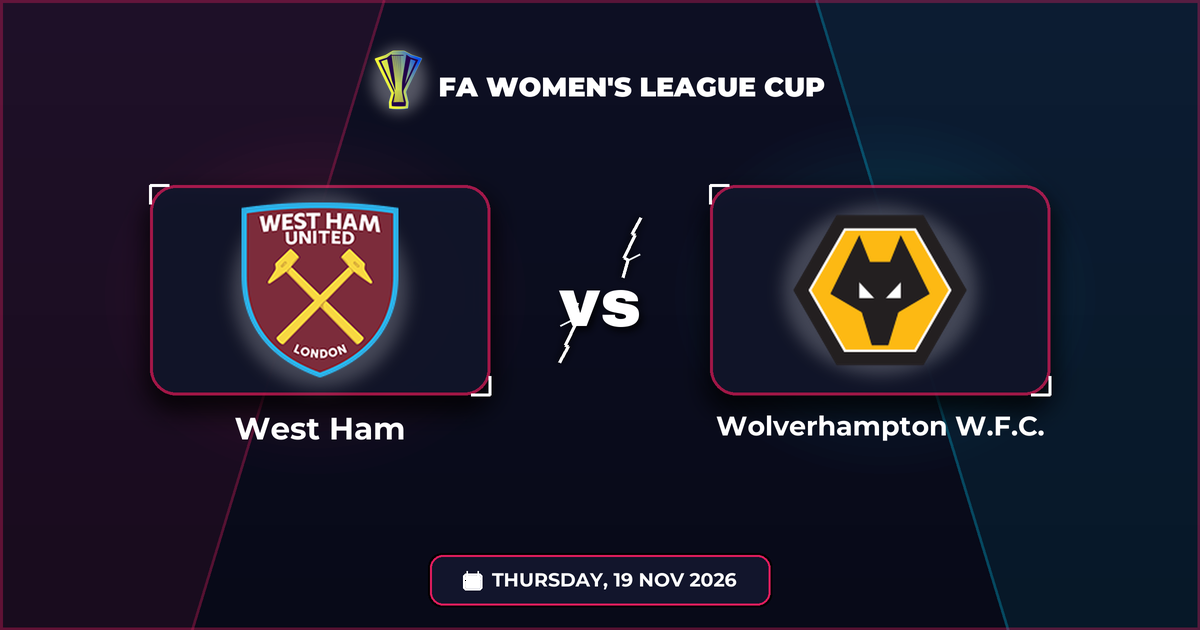 FA WOMEN'S LEAGUE CUP
WEST HAM
UNITED
LONDON
VS
West Ham
Wolverhampton W.F.C.
THURSDAY, 19 NOV 2026